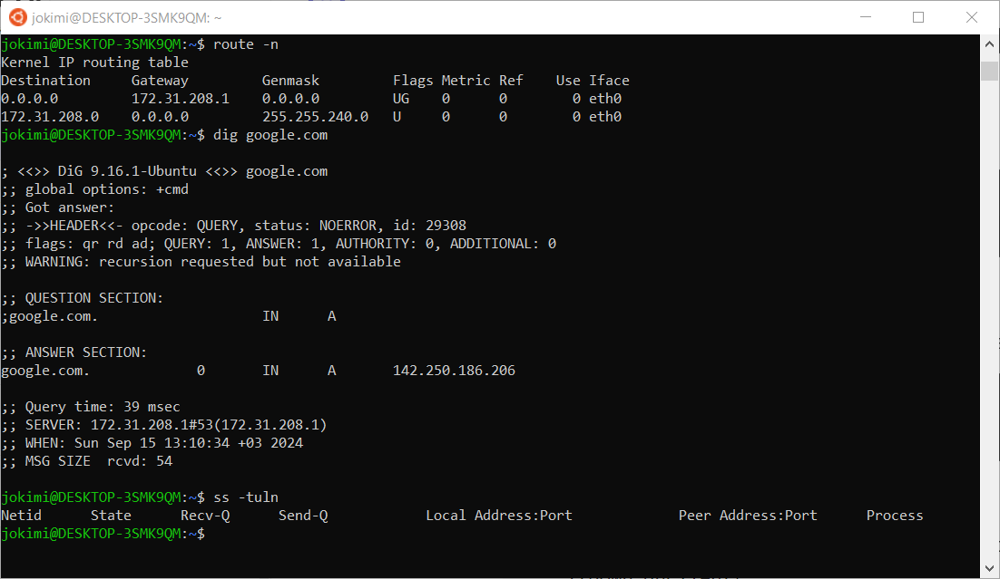 jokimi@DESKTOP-3SMK9QM: ~
jokimi@DESKTOP-3SMK9QM:~$ route -n
Kernel IP routing table
Destination     Gateway         Genmask         Flags Metric Ref    Use Iface
0.0.0.0         172.31.208.1    0.0.0.0         UG    0      0        0 eth0
172.31.208.0    0.0.0.0         255.255.240.0   U     0      0        0 eth0
jokimi@DESKTOP-3SMK9QM:~$ dig google.com
; <<>> DiG 9.16.1-Ubuntu <<>> google.com
;; global options: +cmd
;; Got answer:
;; ->>HEADER<<- opcode: QUERY, status: NOERROR, id: 29308
;; flags: qr rd ad; QUERY: 1, ANSWER: 1, AUTHORITY: 0, ADDITIONAL: 0
;; WARNING: recursion requested but not available
;; QUESTION SECTION:
;google.com.                    IN      A
;; ANSWER SECTION:
google.com.             0       IN      A       142.250.186.206
;; Query time: 39 msec
;; SERVER: 172.31.208.1#53(172.31.208.1)
;; WHEN: Sun Sep 15 13:10:34 +03 2024
;; MSG SIZE  rcvd: 54
jokimi@DESKTOP-3SMK9QM:~$ ss -tuln
Netid      State      Recv-Q      Send-Q            Local Address:Port             Peer Address:Port      Process
jokimi@DESKTOP-3SMK9QM:~$